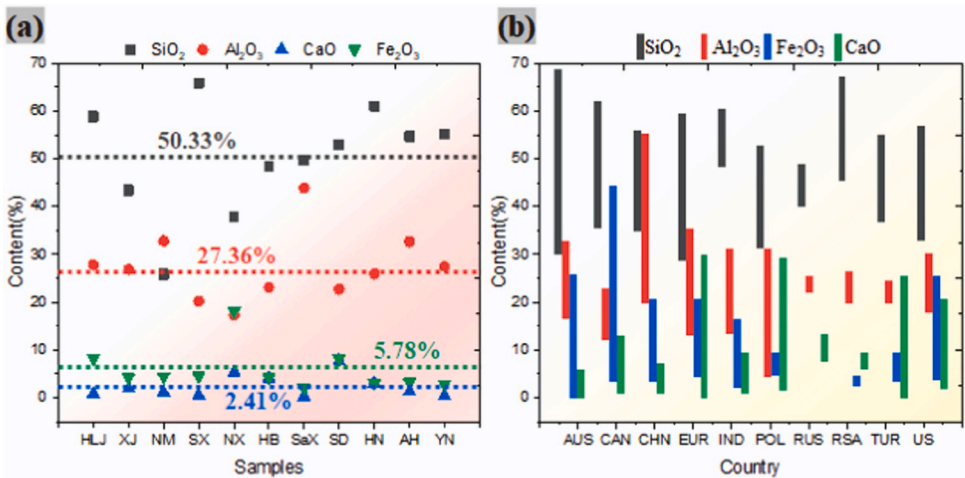 (a)
SiO₂ Al₂O₃ CaO Fe₂O₃
70
60
50
40
30
20
10
0
Content(%)
50.33%
27.36%
5.78%
2.41%
HLJ XJ NM SX NX HB SaX SD HN AH YN
Samples
(b)
SiO₂ Al₂O₃ Fe₂O₃ CaO
70
60
50
40
30
20
10
0
Content(%)
AUS CAN CHN EUR IND POL RUS RSA TUR US
Country